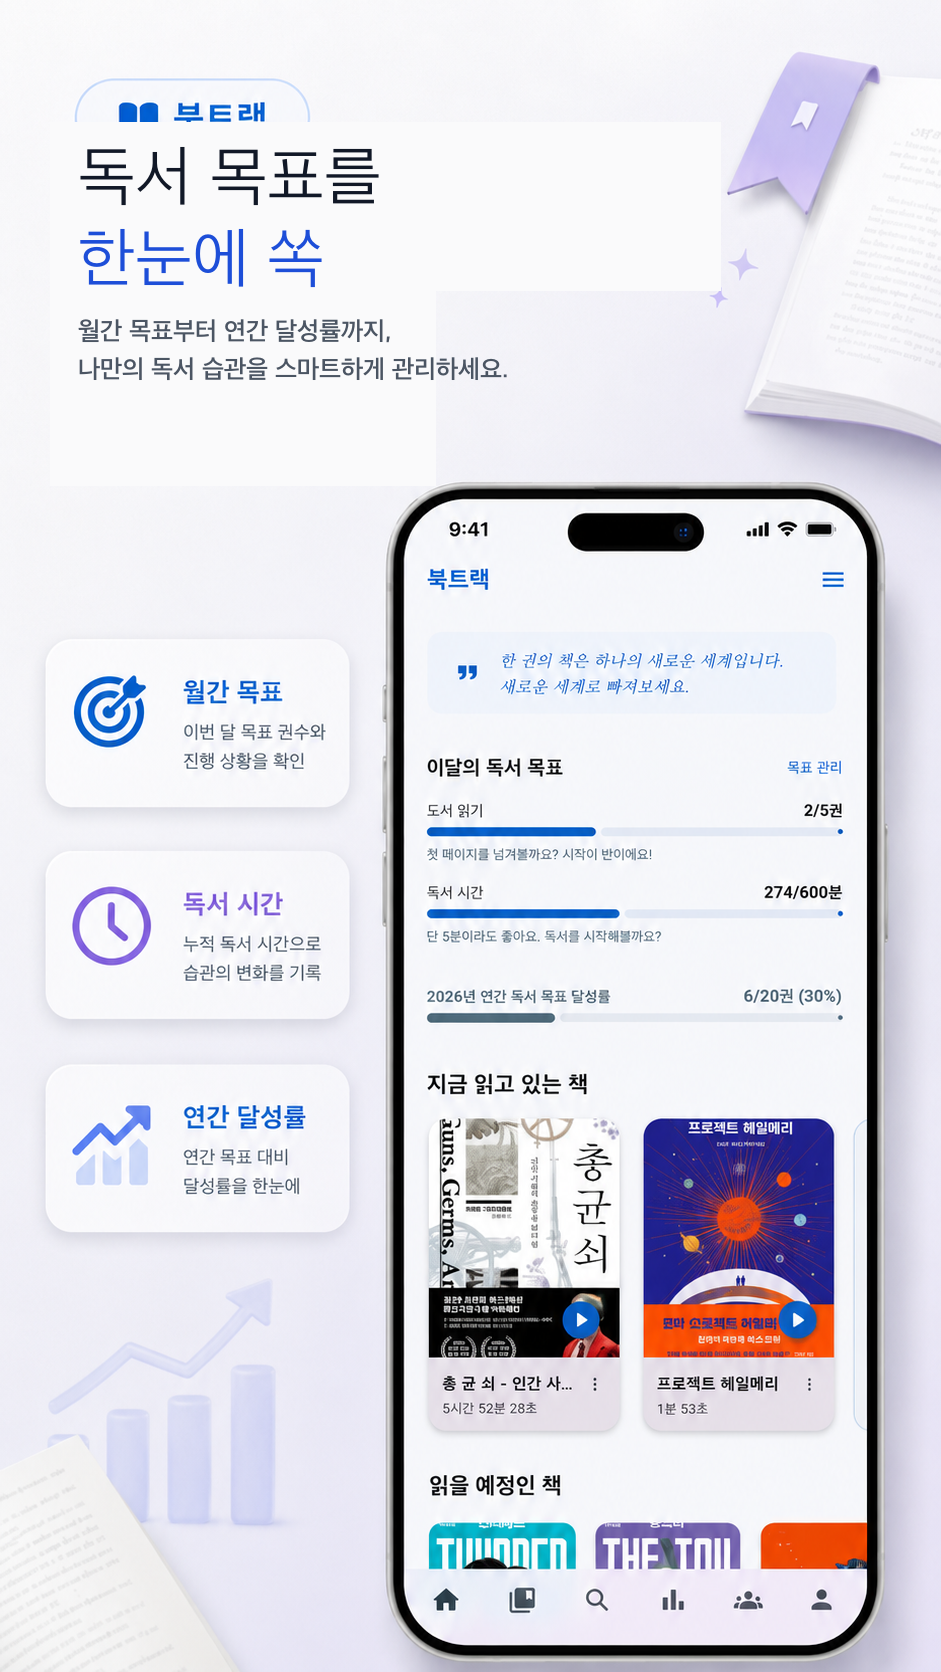 북트랙
독서 목표를
한눈에 쏙
월간 목표부터 연간 달성률까지,
나만의 독서 습관을 스마트하게 관리하세요.
월간 목표
이번 달 목표 권수와
진행 상황을 확인
독서 시간
누적 독서 시간으로
습관의 변화를 기록
연간 달성률
연간 목표 대비
달성률을 한눈에
9:41
북트랙
한 권의 책은 하나의 새로운 세계입니다.
새로운 세계로 빠져보세요.
이달의 독서 목표
목표 관리
도서 읽기
2/5권
첫 페이지를 넘겨볼까요? 시작이 반이에요!
독서 시간
274/600분
단 5분이라도 좋아요. 독서를 시작해볼까요?
2026년 연간 독서 목표 달성률
6/20권 (30%)
지금 읽고 있는 책
Guns, Germs,
총
균
쇠
프로젝트 헤일메리
총 균 쇠 - 인간 사...
5시간 52분 28초
프로젝트 헤일메리
1분 53초
읽을 예정인 책
THE